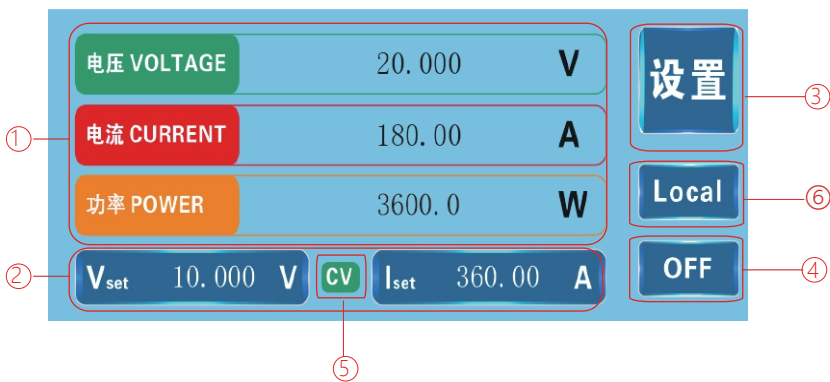 电压 VOLTAGE 20.000 V
设置
③
① 电流 CURRENT 180.00 A
功率 POWER 3600.0 W
Local ⑥
② Vset 10.000 V CV Iset 360.00 A
OFF ④
⑤